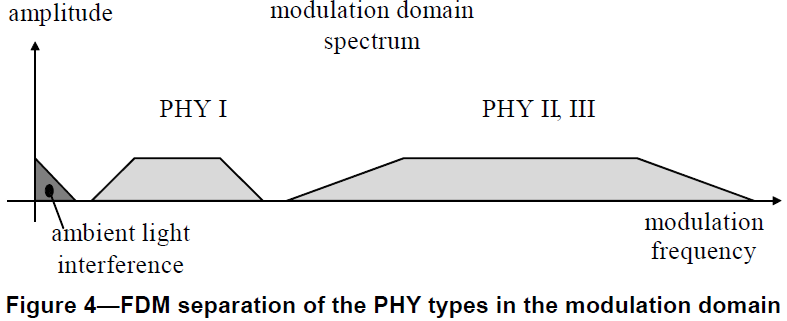 amplitude
modulation domain
spectrum
PHY I
PHY II, III
ambient light
interference
modulation
frequency
Figure 4—FDM separation of the PHY types in the modulation domain